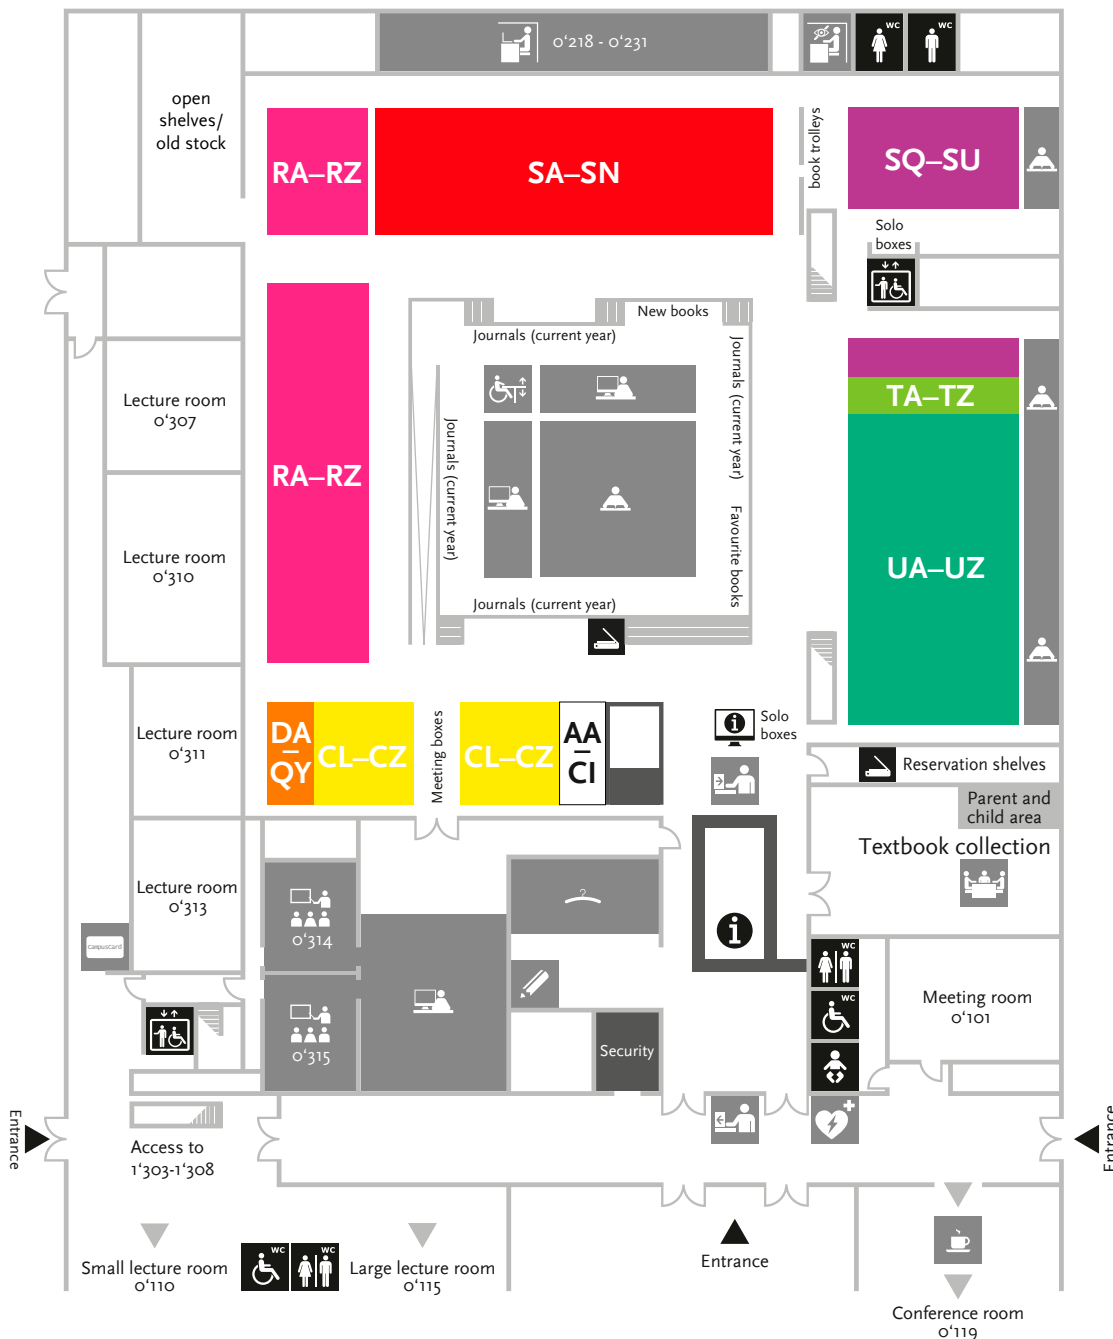 0'218 - 0'231
WC
WC
open
shelves/
old stock
RA–RZ
SA–SN
book trolleys
SQ–SU
Solo
boxes
New books
Journals (current year)
Journals (current year)
TA–TZ
Lecture room
0'307
Journals (current year)
RA–RZ
Favourite books
Lecture room
0'310
UA–UZ
Journals (current year)
DA
–
QY
CL–CZ
Meeting boxes
CL–CZ
AA
–
CI
Solo
boxes
Lecture room
0'311
Reservation shelves
Parent and
child area
Textbook collection
Lecture room
0'313
CampusCard
0'314
WC
WC
Meeting room
0'101
0'315
Security
Entrance
Access to
1'303-1'308
Entrance
Entrance
Small lecture room
0'110
WC
WC
Large lecture room
0'115
Conference room
0'119